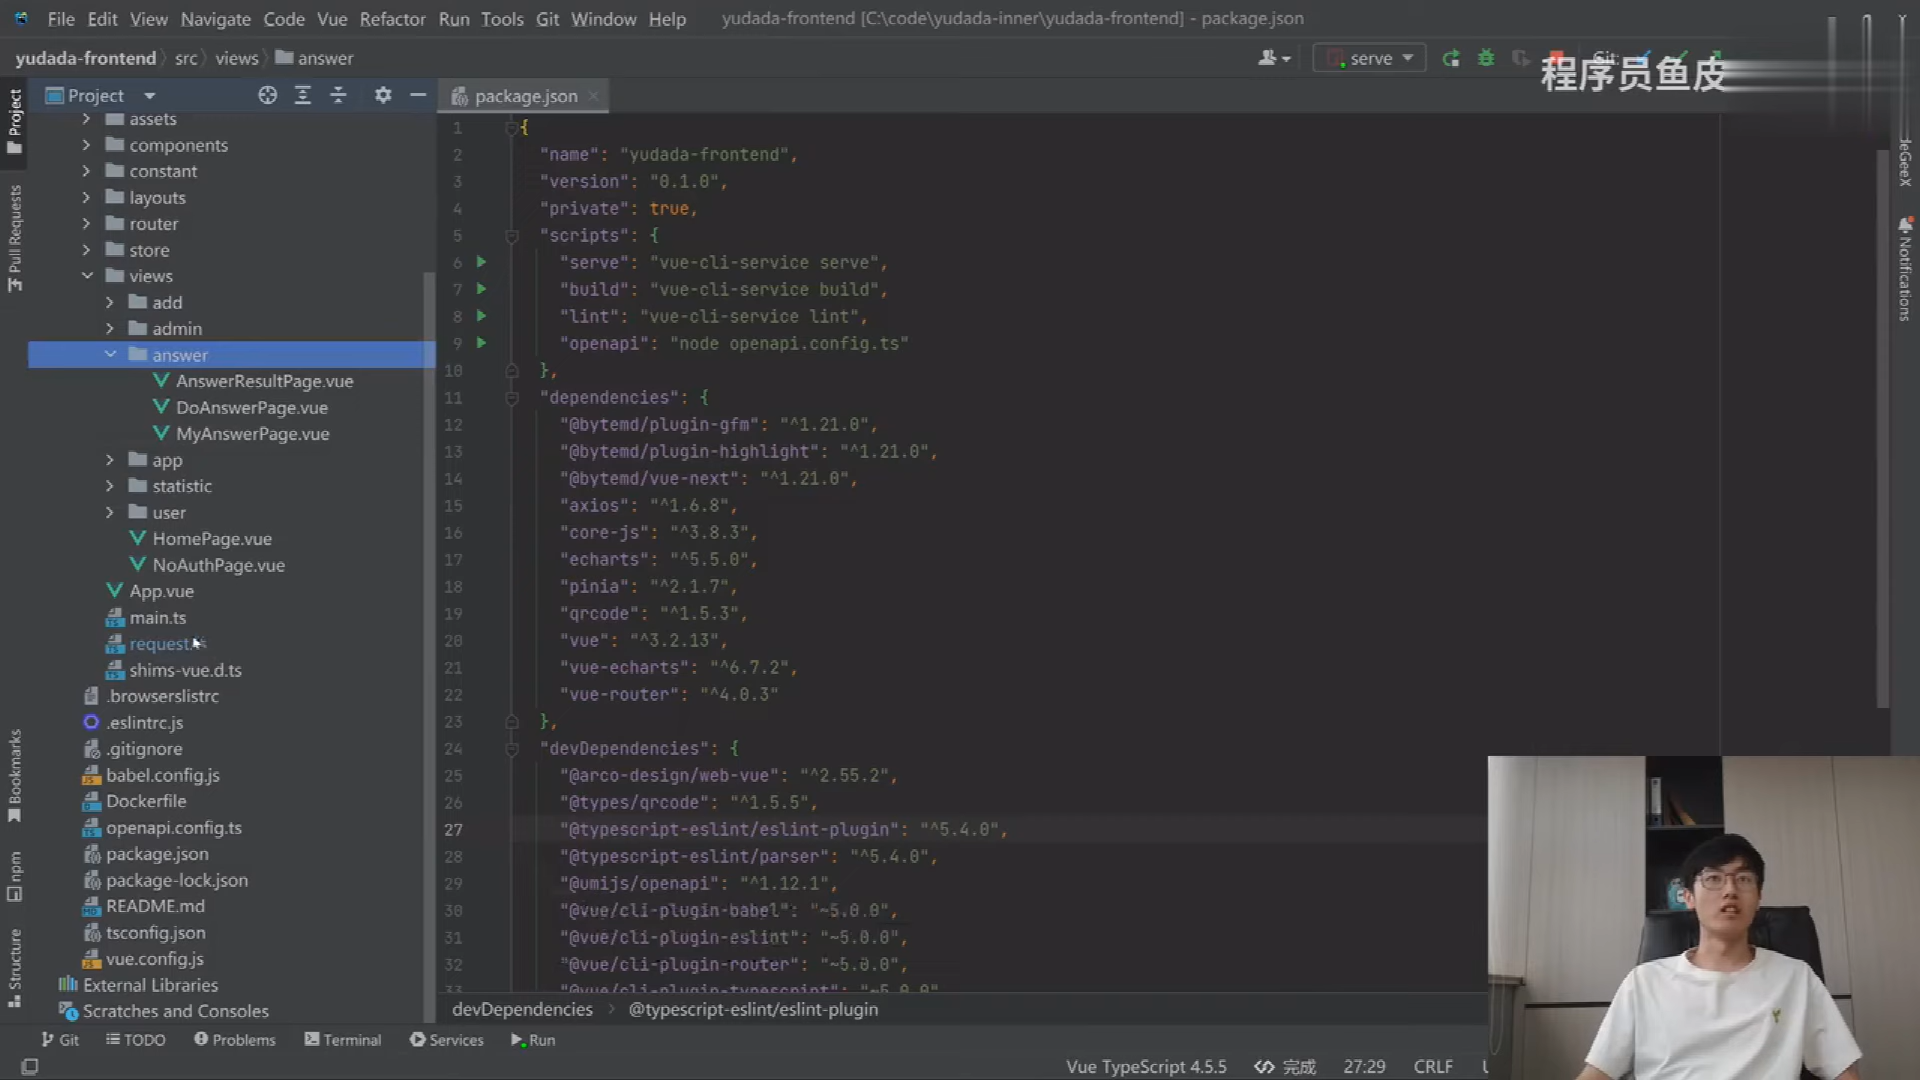 File Edit View Navigate Code Vue Refactor Run Tools Git Window Help yudada-frontend [C:\code\yudada-inner\yudada-frontend] - package.json
yudada-frontend src views answer serve Git:
程序员鱼皮
Project package.json
assets
components
constant
layouts
router
store
views
add
admin
answer
AnswerResultPage.vue
DoAnswerPage.vue
MyAnswerPage.vue
app
statistic
user
HomePage.vue
NoAuthPage.vue
App.vue
main.ts
request
shims-vue.d.ts
.browserslistrc
.eslintrc.js
.gitignore
babel.config.js
Dockerfile
openapi.config.ts
package.json
package-lock.json
README.md
tsconfig.json
vue.config.js
External Libraries
Scratches and Consoles
1 {
2 "name": "yudada-frontend",
3 "version": "0.1.0",
4 "private": true,
5 "scripts": {
6 "serve": "vue-cli-service serve",
7 "build": "vue-cli-service build",
8 "lint": "vue-cli-service lint",
9 "openapi": "node openapi.config.ts"
10 },
11 "dependencies": {
12 "@bytemd/plugin-gfm": "^1.21.0",
13 "@bytemd/plugin-highlight": "^1.21.0",
14 "@bytemd/vue-next": "^1.21.0",
15 "axios": "^1.6.8",
16 "core-js": "^3.8.3",
17 "echarts": "^5.5.0",
18 "pinia": "^2.1.7",
19 "qrcode": "^1.5.3",
20 "vue": "^3.2.13",
21 "vue-echarts": "^6.7.2",
22 "vue-router": "^4.0.3"
23 },
24 "devDependencies": {
25 "@arco-design/web-vue": "^2.55.2",
26 "@types/qrcode": "^1.5.5",
27 "@typescript-eslint/eslint-plugin": "^5.4.0",
28 "@typescript-eslint/parser": "^5.4.0",
29 "@umijs/openapi": "^1.12.1",
30 "@vue/cli-plugin-babel": "~5.0.0",
31 "@vue/cli-plugin-eslint": "~5.0.0",
32 "@vue/cli-plugin-router": "~5.0.0",
"@vue/cli-plugin-typescript": "~5.0.0"
devDependencies @typescript-eslint/eslint-plugin
Project
Pull Requests
Bookmarks
npm
Structure
Notifications
Git TODO Problems Terminal Services Run
Vue TypeScript 4.5.5 完成 27:29 CRLF